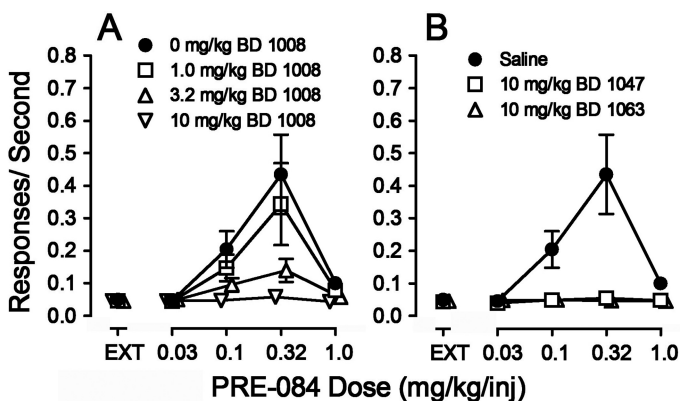 A
0 mg/kg BD 1008
1.0 mg/kg BD 1008
3.2 mg/kg BD 1008
10 mg/kg BD 1008
Responses/ Second
0.8
0.7
0.6
0.5
0.4
0.3
0.2
0.1
0.0
EXT 0.03 0.1 0.32 1.0
B
Saline
10 mg/kg BD 1047
10 mg/kg BD 1063
0.8
0.7
0.6
0.5
0.4
0.3
0.2
0.1
0.0
EXT 0.03 0.1 0.32 1.0
PRE-084 Dose (mg/kg/inj)